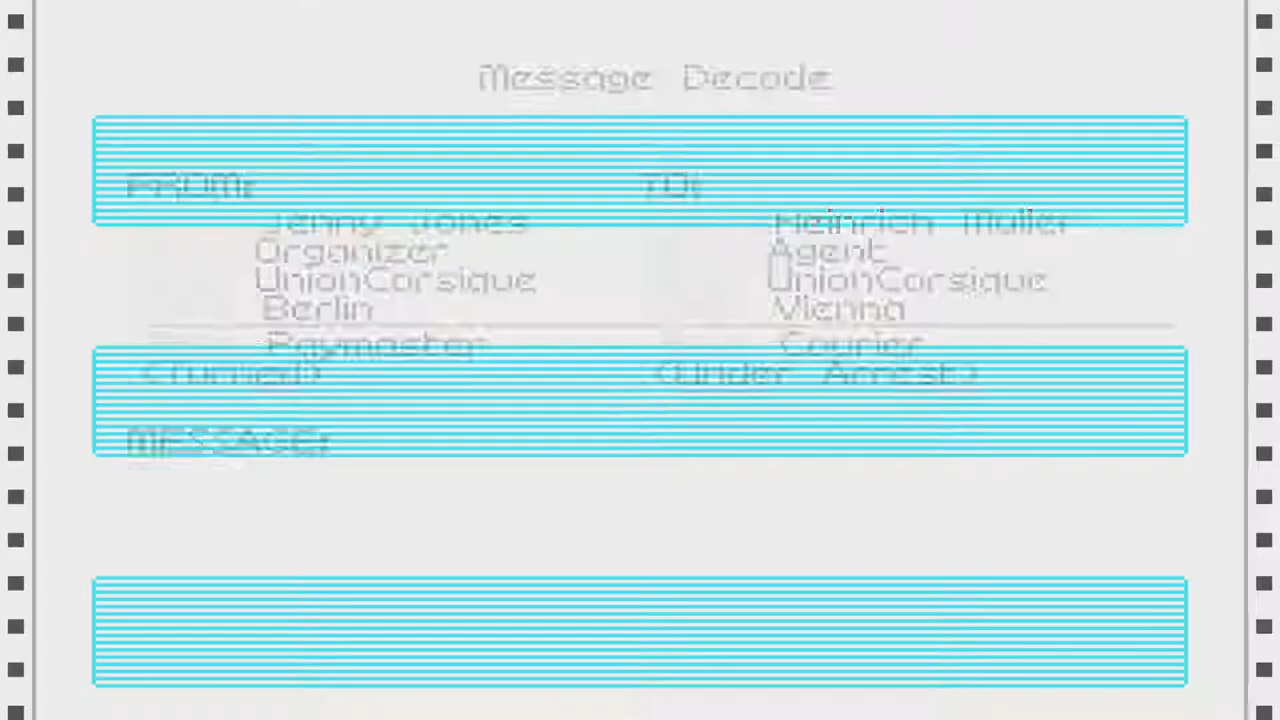 Message Decode
FROM: TO:
Jenny Jones Heinrich Muller
Organizer Agent
UnionCorsique UnionCorsique
Berlin Vienna
Paymaster Courier
(Turned) (Under Arrest)
MESSAGE: